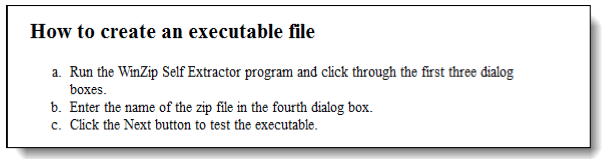 How to create an executable file
a. Run the WinZip Self Extractor program and click through the first three dialog
boxes.
b. Enter the name of the zip file in the fourth dialog box.
c. Click the Next button to test the executable.